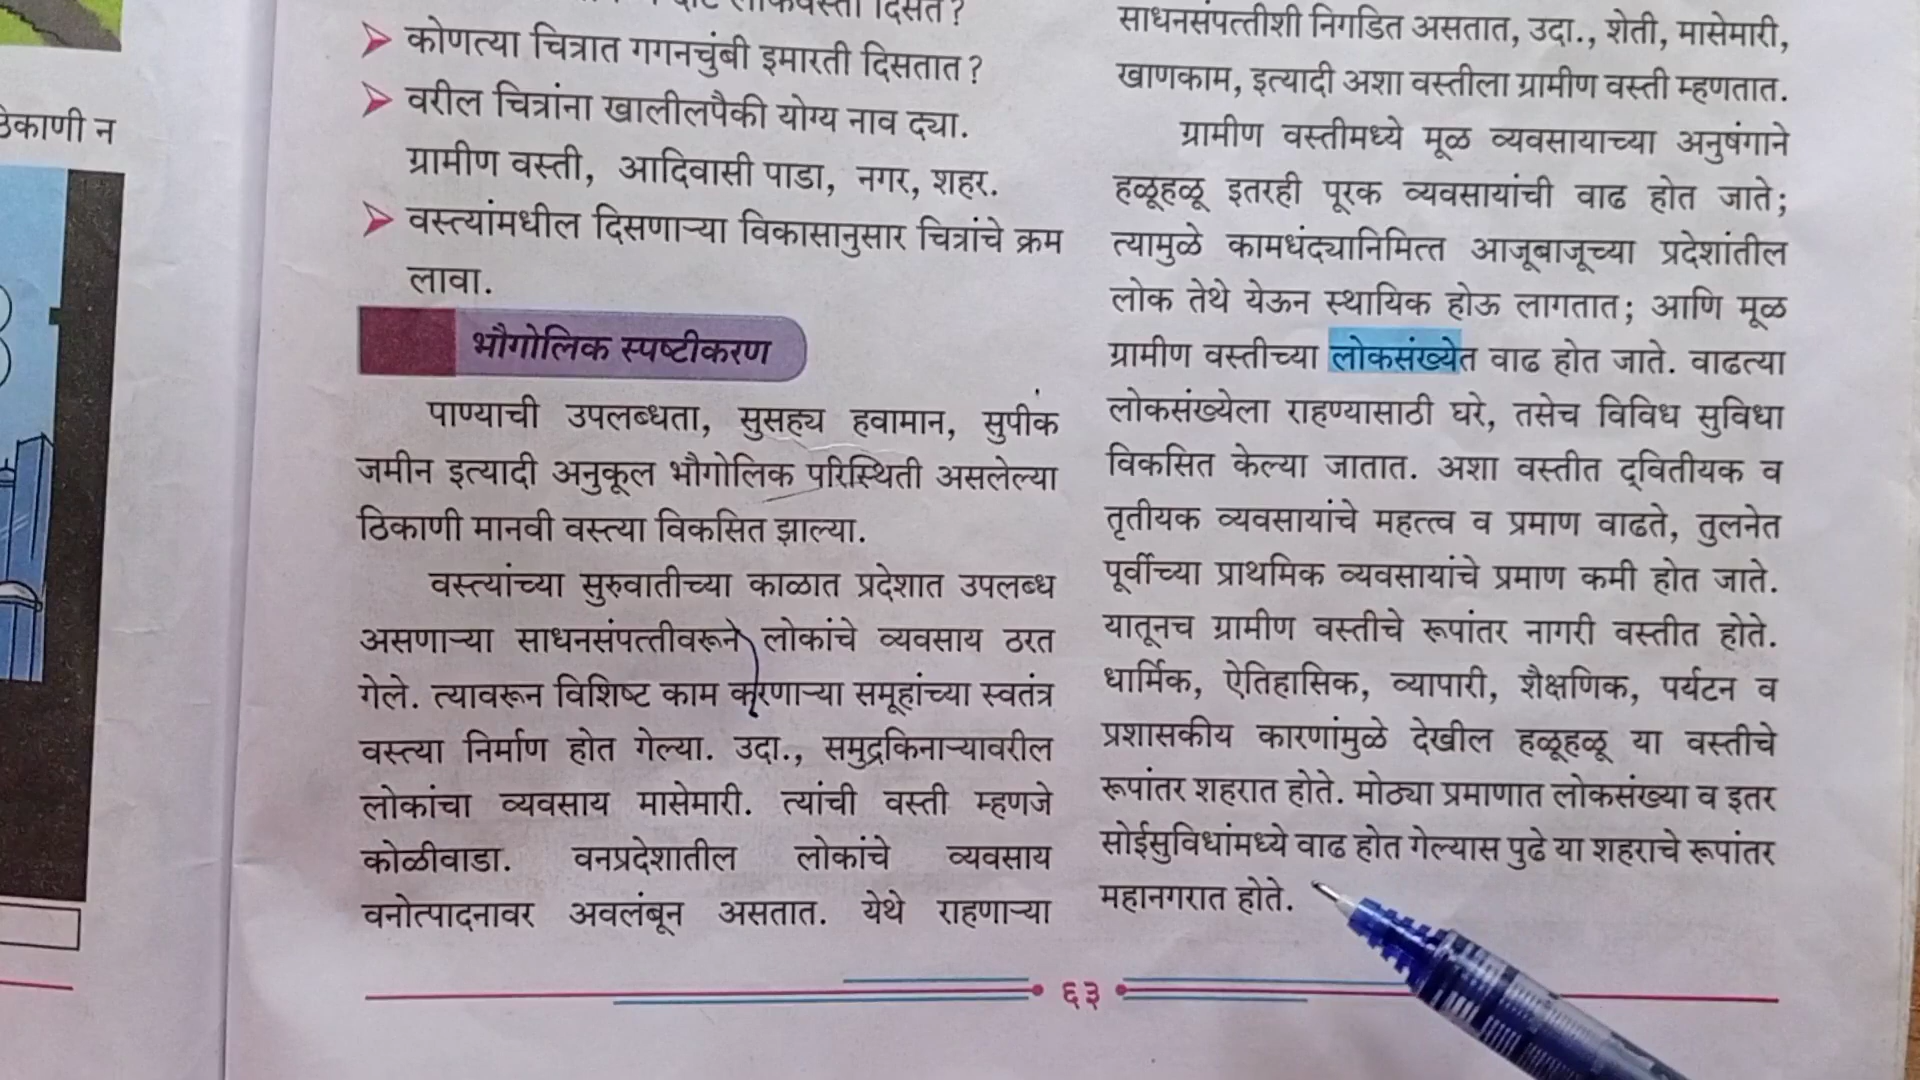 ठिकाणी न
लोकवस्ती दिसते?
कोणत्या चित्रात गगनचुंबी इमारती दिसतात?
वरील चित्रांना खालीलपैकी योग्य नाव द्या.
ग्रामीण वस्ती, आदिवासी पाडा, नगर, शहर.
वस्त्यांमधील दिसणाऱ्या विकासानुसार चित्रांचे क्रम
लावा.
भौगोलिक स्पष्टीकरण
पाण्याची उपलब्धता, सुसह्य हवामान, सुपीक
जमीन इत्यादी अनुकूल भौगोलिक परिस्थिती असलेल्या
ठिकाणी मानवी वस्त्या विकसित झाल्या.
वस्त्यांच्या सुरुवातीच्या काळात प्रदेशात उपलब्ध
असणाऱ्या साधनसंपत्तीवरूने लोकांचे व्यवसाय ठरत
गेले. त्यावरून विशिष्ट काम करणाऱ्या समूहांच्या स्वतंत्र
वस्त्या निर्माण होत गेल्या. उदा., समुद्रकिनाऱ्यावरील
लोकांचा व्यवसाय मासेमारी. त्यांची वस्ती म्हणजे
कोळीवाडा. वनप्रदेशातील लोकांचे व्यवसाय
वनोत्पादनावर अवलंबून असतात. येथे राहणाऱ्या
साधनसंपत्तीशी निगडित असतात, उदा., शेती, मासेमारी,
खाणकाम, इत्यादी अशा वस्तीला ग्रामीण वस्ती म्हणतात.
ग्रामीण वस्तीमध्ये मूळ व्यवसायाच्या अनुषंगाने
हळूहळू इतरही पूरक व्यवसायांची वाढ होत जाते;
त्यामुळे कामधंद्यानिमित्त आजूबाजूच्या प्रदेशांतील
लोक तेथे येऊन स्थायिक होऊ लागतात; आणि मूळ
ग्रामीण वस्तीच्या लोकसंख्येत वाढ होत जाते. वाढत्या
लोकसंख्येला राहण्यासाठी घरे, तसेच विविध सुविधा
विकसित केल्या जातात. अशा वस्तीत द्‌वितीयक व
तृतीयक व्यवसायांचे महत्त्व व प्रमाण वाढते, तुलनेत
पूर्वीच्या प्राथमिक व्यवसायांचे प्रमाण कमी होत जाते.
यातूनच ग्रामीण वस्तीचे रूपांतर नागरी वस्तीत होते.
धार्मिक, ऐतिहासिक, व्यापारी, शैक्षणिक, पर्यटन व
प्रशासकीय कारणांमुळे देखील हळूहळू या वस्तीचे
रूपांतर शहरात होते. मोठ्या प्रमाणात लोकसंख्या व इतर
सोईसुविधांमध्ये वाढ होत गेल्यास पुढे या शहराचे रूपांतर
महानगरात होते.
६३